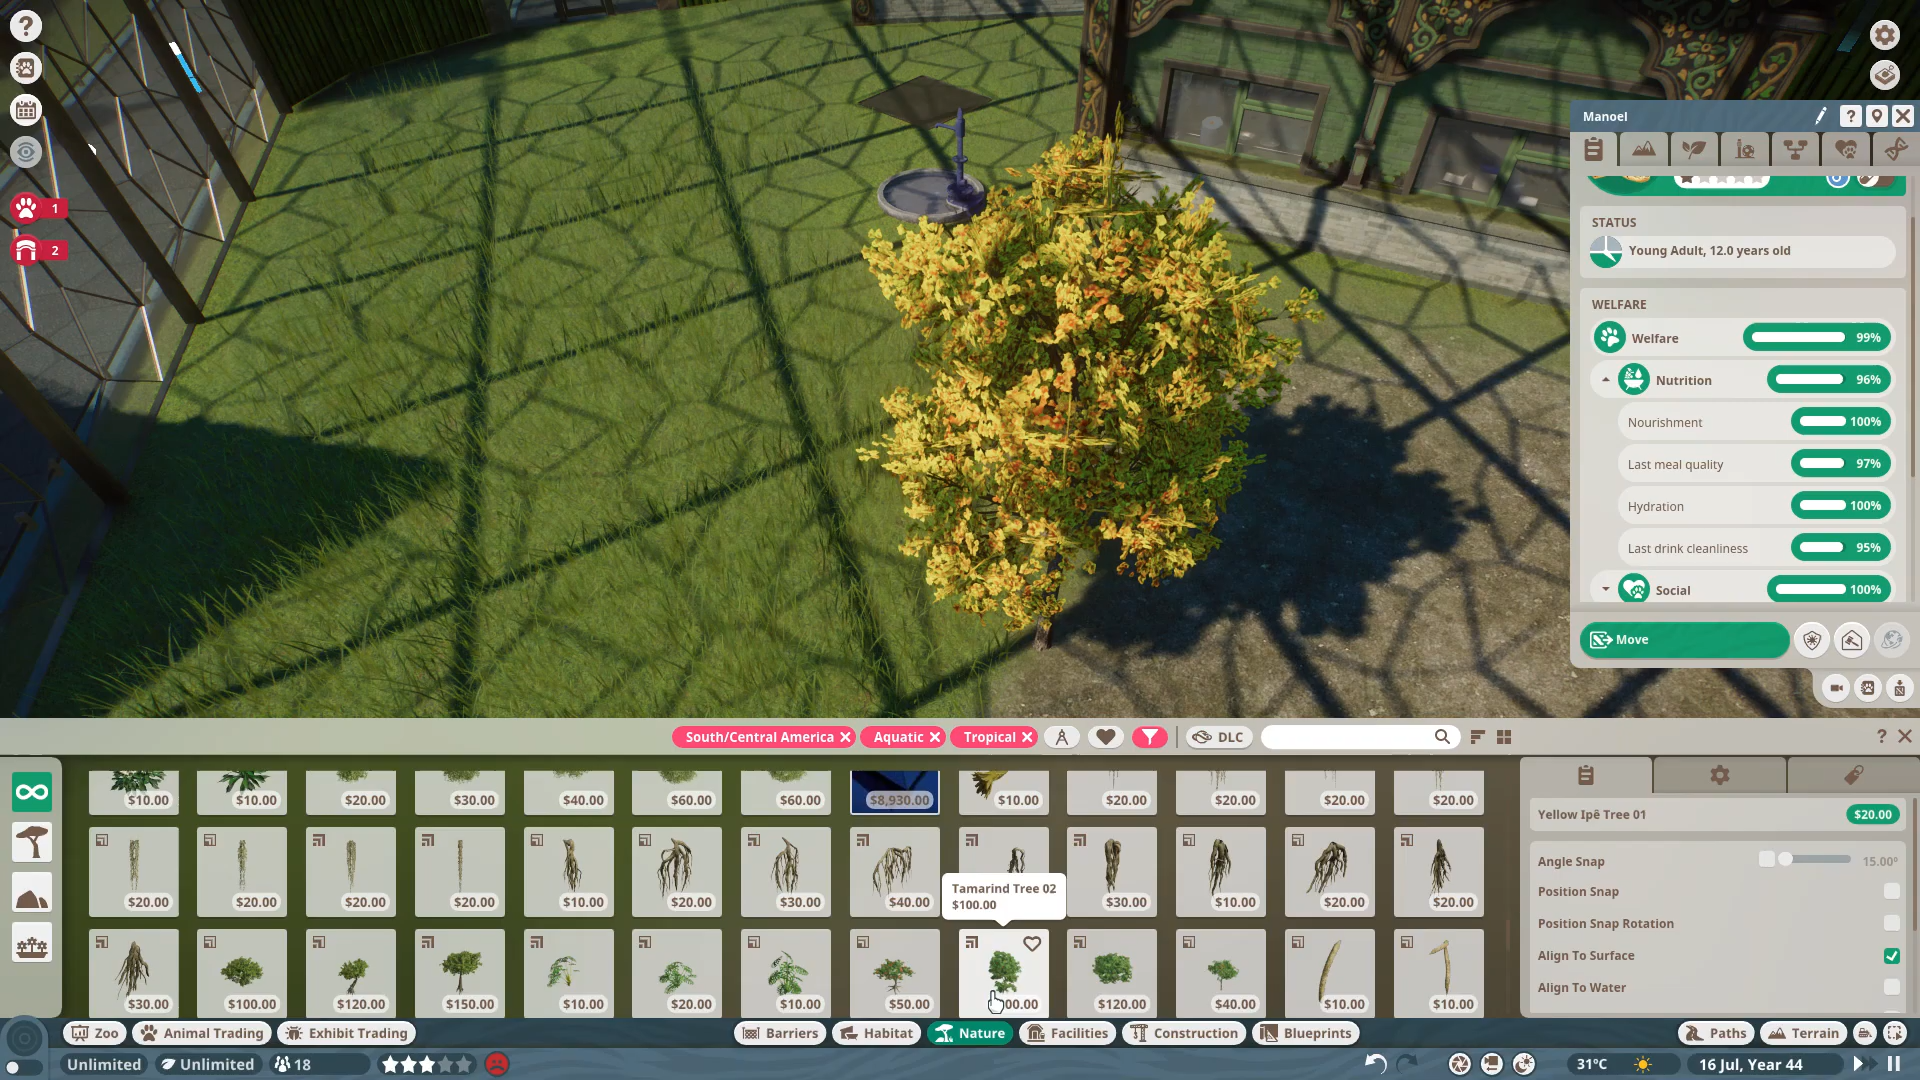 ?
1
2
Manoel
?
STATUS
Young Adult, 12.0 years old
WELFARE
Welfare 99%
Nutrition 96%
Nourishment 100%
Last meal quality 97%
Hydration 100%
Last drink cleanliness 95%
Social 100%
Move
South/Central America
Aquatic
Tropical
DLC
?
$10.00 $10.00 $20.00 $30.00 $40.00 $60.00 $60.00 $8,930.00 $10.00 $20.00 $20.00 $20.00 $20.00
$20.00 $20.00 $20.00 $20.00 $10.00 $20.00 $30.00 $40.00 $30.00 $10.00 $20.00 $20.00
Tamarind Tree 02
$100.00
$30.00 $100.00 $120.00 $150.00 $10.00 $20.00 $10.00 $50.00 $120.00 $40.00 $10.00 $10.00
Yellow Ipê Tree 01 $20.00
Angle Snap 15.00°
Position Snap
Position Snap Rotation
Align To Surface
Align To Water
Zoo
Animal Trading
Exhibit Trading
Barriers
Habitat
Nature
Facilities
Construction
Blueprints
Paths
Terrain
Unlimited
Unlimited
18
31°C
16 Jul, Year 44